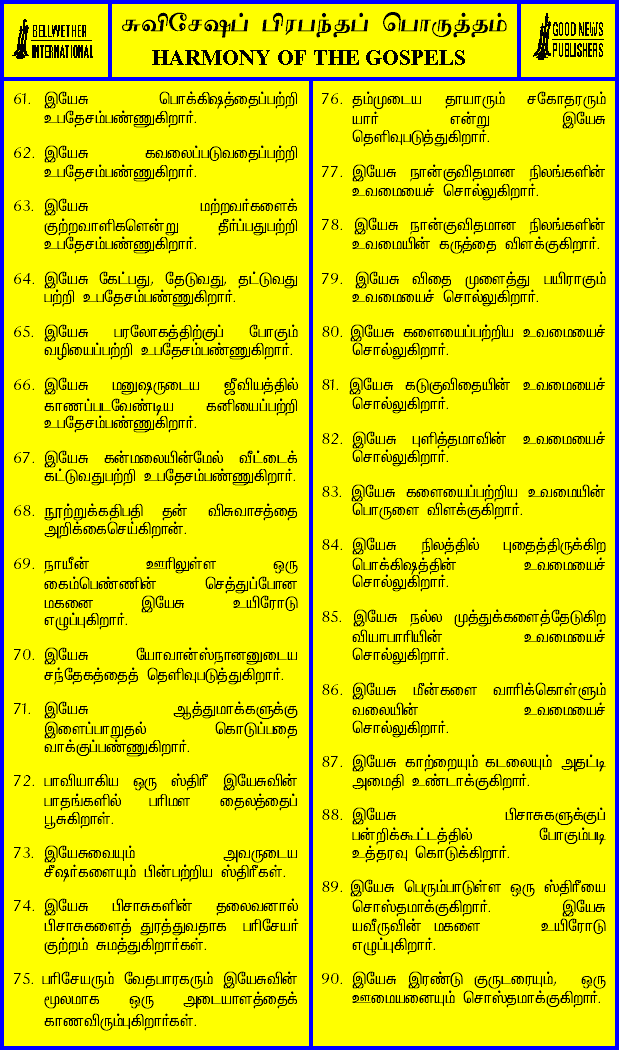 BELLWETHER
INTERNATIONAL
சுவிசேஷப் பிரபந்தப் பொருத்தம்
HARMONY OF THE GOSPELS
GOOD NEWS
PUBLISHERS
61. இயேசு பொக்கிஷத்தைப்பற்றி
உபதேசம்பண்ணுகிறார்.
62. இயேசு கவலைப்படுவதைப்பற்றி
உபதேசம்பண்ணுகிறார்.
63. இயேசு மற்றவர்களைக்
குற்றவாளிகளென்று தீர்ப்பதுபற்றி
உபதேசம்பண்ணுகிறார்.
64. இயேசு கேட்பது, தேடுவது, தட்டுவது
பற்றி உபதேசம்பண்ணுகிறார்.
65. இயேசு பரலோகத்திற்குப் போகும்
வழியைப்பற்றி உபதேசம்பண்ணுகிறார்.
66. இயேசு மனுஷருடைய ஜீவியத்தில்
காணப்படவேண்டிய கனியைப்பற்றி
உபதேசம்பண்ணுகிறார்.
67. இயேசு கன்மலையின்மேல் வீட்டைக்
கட்டுவதுபற்றி உபதேசம்பண்ணுகிறார்.
68. நூற்றுக்கதிபதி தன் விசுவாசத்தை
அறிக்கைசெய்கிறான்.
69. நாயீன் ஊரிலுள்ள ஒரு
கைம்பெண்ணின் செத்துப்போன
மகனை இயேசு உயிரோடு
எழுப்புகிறார்.
70. இயேசு யோவான்ஸ்நானனுடைய
சந்தேகத்தைத் தெளிவுபடுத்துகிறார்.
71. இயேசு ஆத்துமாக்களுக்கு
இளைப்பாறுதல் கொடுப்பதை
வாக்குப்பண்ணுகிறார்.
72. பாவியாகிய ஒரு ஸ்திரீ இயேசுவின்
பாதங்களில் பரிமள தைலத்தைப்
பூசுகிறாள்.
73. இயேசுவையும் அவருடைய
சீஷர்களையும் பின்பற்றிய ஸ்திரீகள்.
74. இயேசு பிசாசுகளின் தலைவனால்
பிசாசுகளைத் துரத்துவதாக பரிசேயர்
குற்றம் சுமத்துகிறார்கள்.
75. பரிசேயரும் வேதபாரகரும் இயேசுவின்
மூலமாக ஒரு அடையாளத்தைக்
காணவிரும்புகிறார்கள்.
76. தம்முடைய தாயாரும் சகோதரரும்
யார் என்று இயேசு
தெளிவுபடுத்துகிறார்.
77. இயேசு நான்குவிதமான நிலங்களின்
உவமையைச் சொல்லுகிறார்.
78. இயேசு நான்குவிதமான நிலங்களின்
உவமையின் கருத்தை விளக்குகிறார்.
79. இயேசு விதை முளைத்து பயிராகும்
உவமையைச் சொல்லுகிறார்.
80. இயேசு களையைப்பற்றிய உவமையைச்
சொல்லுகிறார்.
81. இயேசு கடுகுவிதையின் உவமையைச்
சொல்லுகிறார்.
82. இயேசு புளித்தமாவின் உவமையைச்
சொல்லுகிறார்.
83. இயேசு களையைப்பற்றிய உவமையின்
பொருளை விளக்குகிறார்.
84. இயேசு நிலத்தில் புதைத்திருக்கிற
பொக்கிஷத்தின் உவமையைச்
சொல்லுகிறார்.
85. இயேசு நல்ல முத்துக்களைத்தேடுகிற
வியாபாரியின் உவமையைச்
சொல்லுகிறார்.
86. இயேசு மீன்களை வாரிக்கொள்ளும்
வலையின் உவமையைச்
சொல்லுகிறார்.
87. இயேசு காற்றையும் கடலையும் அதட்டி
அமைதி உண்டாக்குகிறார்.
88. இயேசு பிசாசுகளுக்குப்
பன்றிக்கூட்டத்தில் போகும்படி
உத்தரவு கொடுக்கிறார்.
89. இயேசு பெரும்பாடுள்ள ஒரு ஸ்திரீயை
சொஸ்தமாக்குகிறார். இயேசு
யவீருவின் மகளை உயிரோடு
எழுப்புகிறார்.
90. இயேசு இரண்டு குருடரையும், ஒரு
ஊமையனையும் சொஸ்தமாக்குகிறார்.